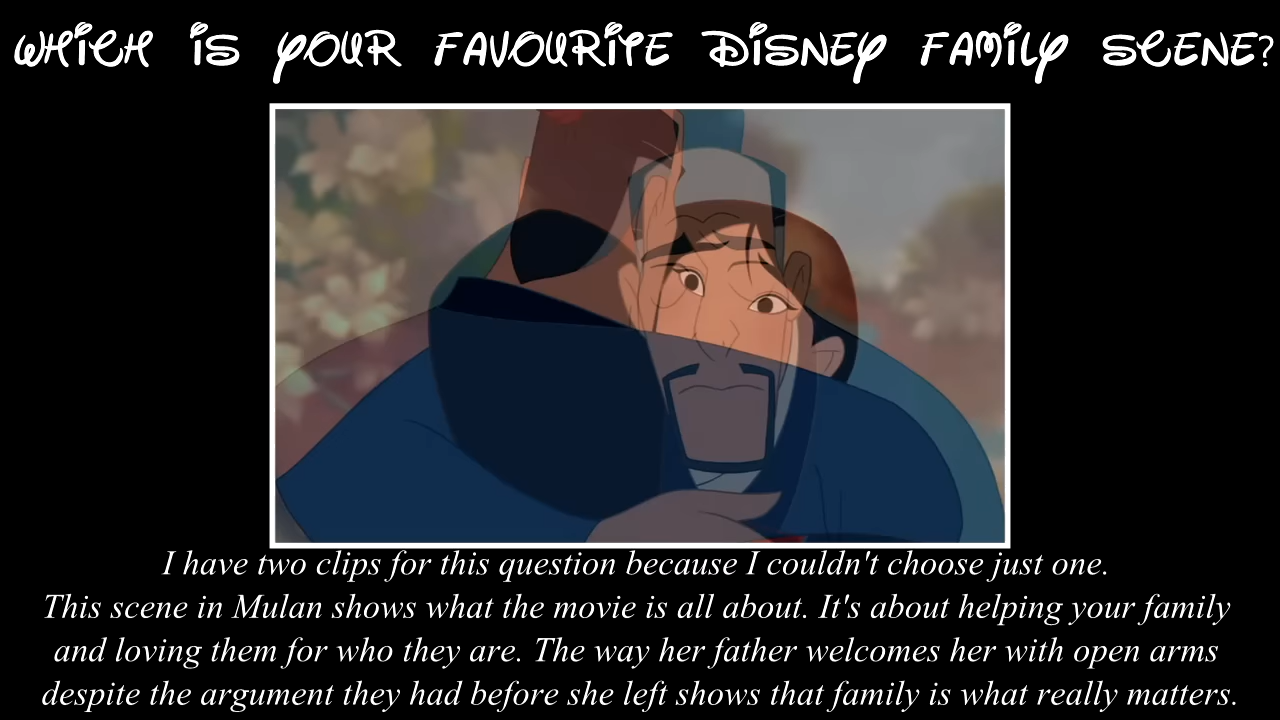 WHICH IS YOUR FAVOURITE DISNEY FAMILY SCENE?
I have two clips for this question because I couldn't choose just one.
This scene in Mulan shows what the movie is all about. It's about helping your family
and loving them for who they are. The way her father welcomes her with open arms
despite the argument they had before she left shows that family is what really matters.